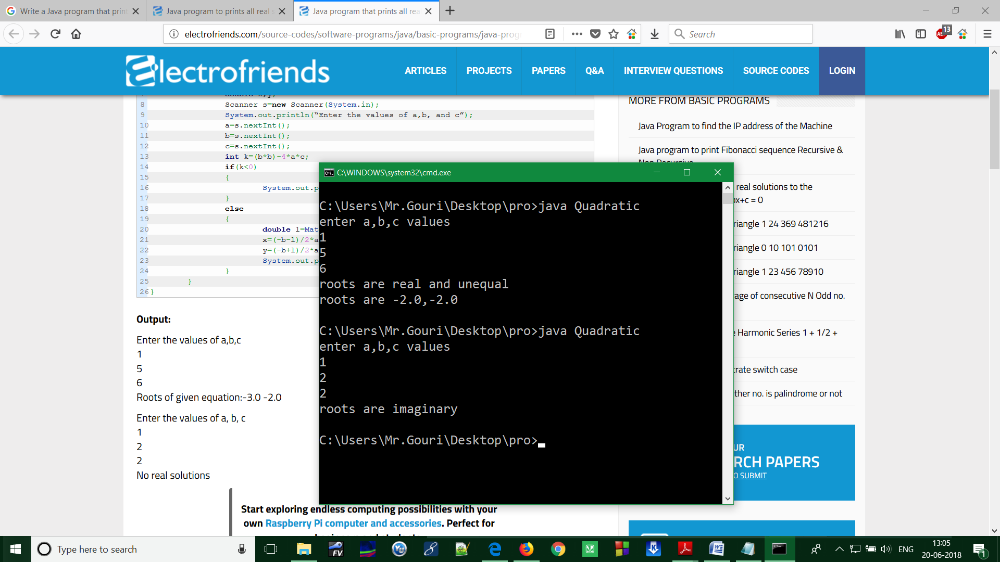 Write a Java program that print
Java program to prints all real s
Java program that prints all rea
electrofriends.com/source-codes/software-programs/java/basic-programs/java-prog
Search
13
Electrofriends
ARTICLES
PROJECTS
PAPERS
Q&A
INTERVIEW QUESTIONS
SOURCE CODES
LOGIN
8 Scanner s=new Scanner(System.in);
9 System.out.println(“Enter the values of a,b, and c”);
10 a=s.nextInt();
11 b=s.nextInt();
12 c=s.nextInt();
13 int k=(b*b)-4*a*c;
14 if(k<0)
15 {
16 System.out.p
17 }
18 else
19 {
20 double l=Mat
21 x=(-b-l)/2*a
22 y=(-b+l)/2*a
23 System.out.p
24 }
25 }
26 }
Output:
Enter the values of a,b,c
1
5
6
Roots of given equation:-3.0 -2.0
Enter the values of a, b, c
1
2
2
No real solutions
Start exploring endless computing possibilities with your
own Raspberry Pi computer and accessories. Perfect for
C:\WINDOWS\system32\cmd.exe
C:\Users\Mr.Gouri\Desktop\pro>java Quadratic
enter a,b,c values
1
5
6
roots are real and unequal
roots are -2.0,-2.0
C:\Users\Mr.Gouri\Desktop\pro>java Quadratic
enter a,b,c values
1
2
2
roots are imaginary
C:\Users\Mr.Gouri\Desktop\pro>
MORE FROM BASIC PROGRAMS
Java Program to find the IP address of the Machine
Java program to print Fibonacci sequence Recursive &
Non Recursive
real solutions to the
bx+c = 0
riangle 1 24 369 481216
riangle 0 10 101 0101
riangle 1 23 456 78910
rage of consecutive N Odd no.
e Harmonic Series 1 + 1/2 +
trate switch case
ther no. is palindrome or not
UR
RCH PAPERS
O SUBMIT
Type here to search
ENG
13:05
20-06-2018
1